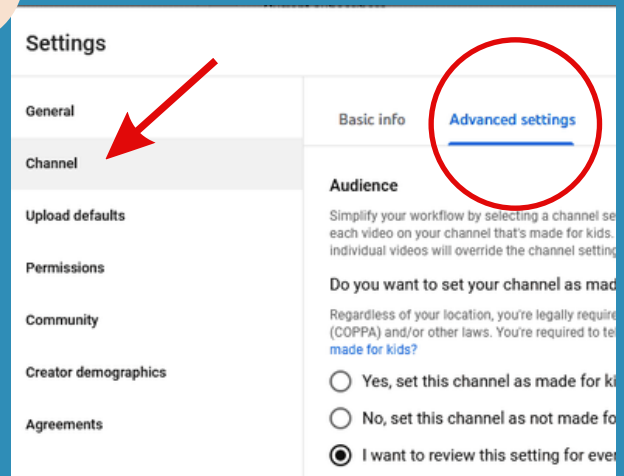 Settings
General
Channel
Upload defaults
Permissions
Community
Creator demographics
Agreements
Basic info
Advanced settings
Audience
Simplify your workflow by selecting a channel se
each video on your channel that's made for kids.
individual videos will override the channel setting
Do you want to set your channel as mad
Regardless of your location, you're legally require
(COPPA) and/or other laws. You're required to tel
made for kids?
Yes, set this channel as made for ki
No, set this channel as not made fo
I want to review this setting for ever